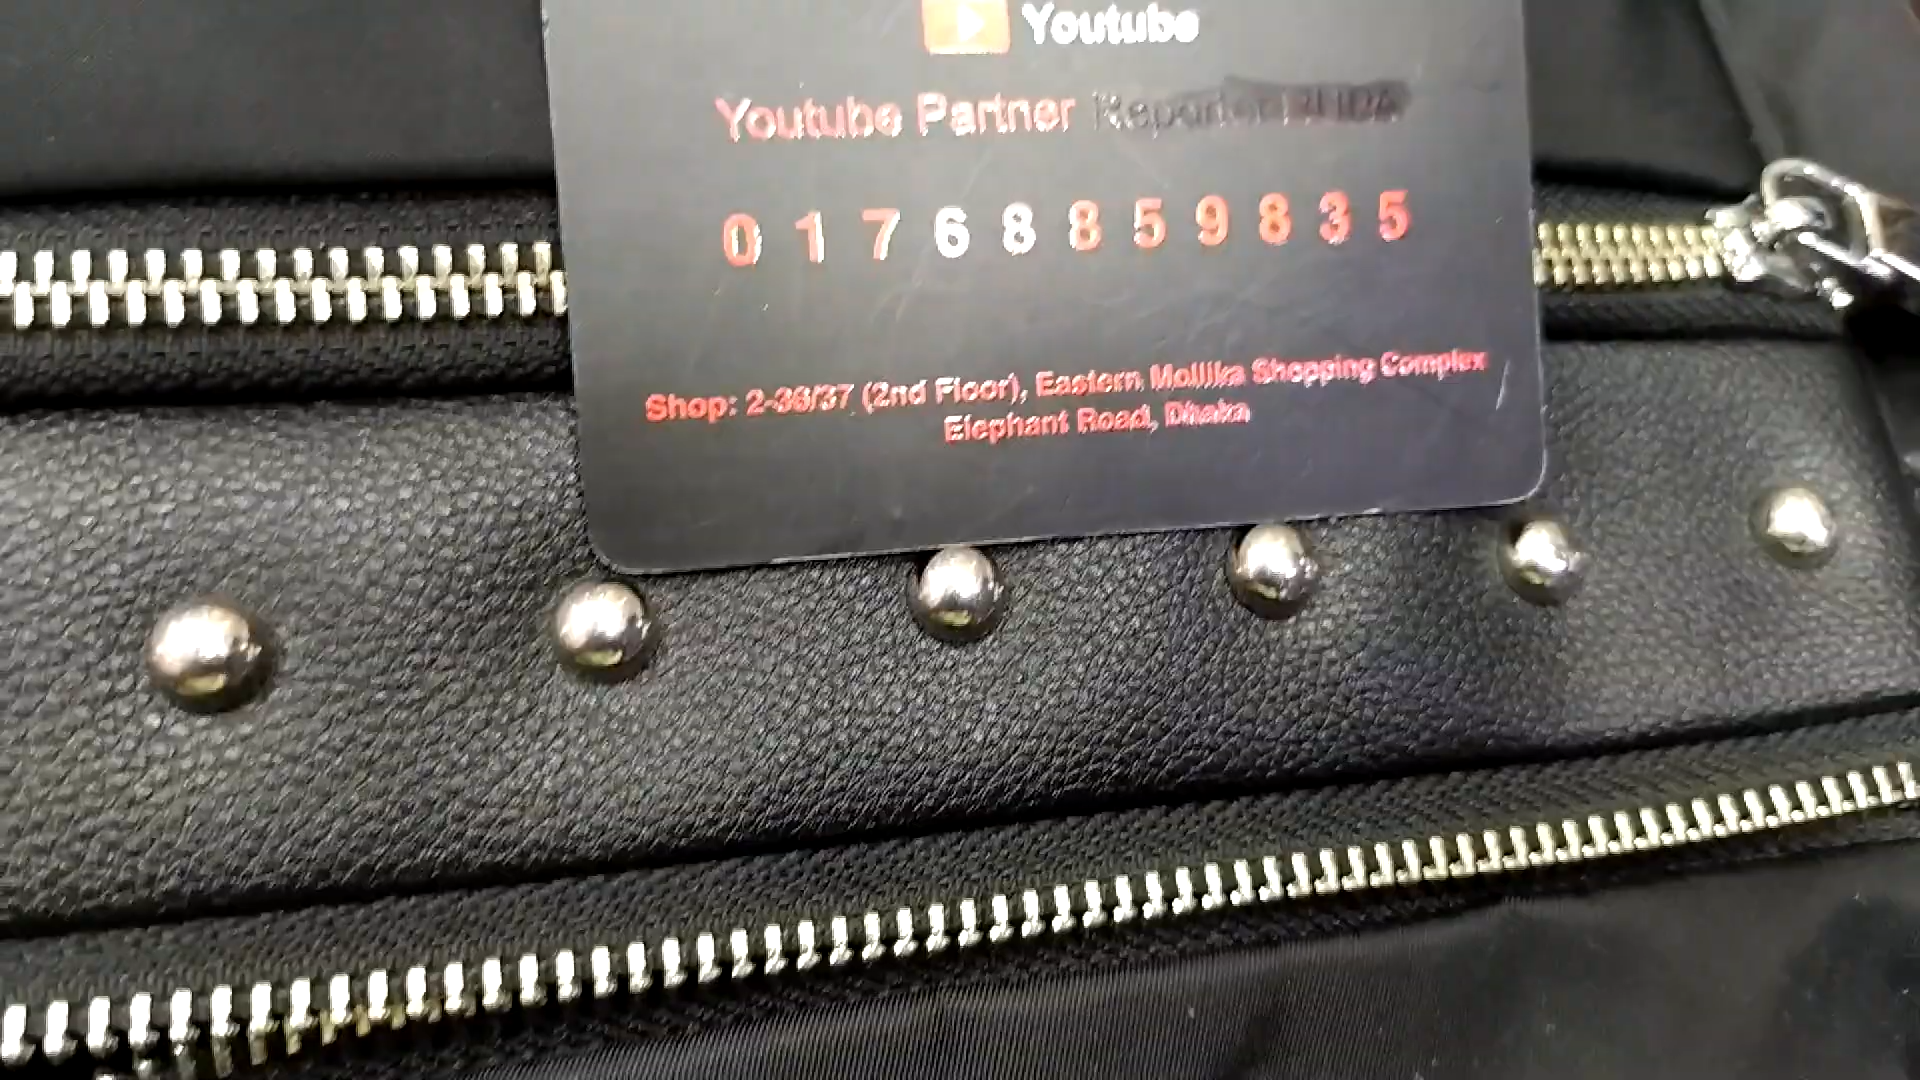 Youtube
Youtube Partner Reporter
0 1 7 6 8 8 5 9 8 3 5
Shop: 2-36/37 (2nd Floor), Eastern Mollika Shopping Complex
Elephant Road, Dhaka